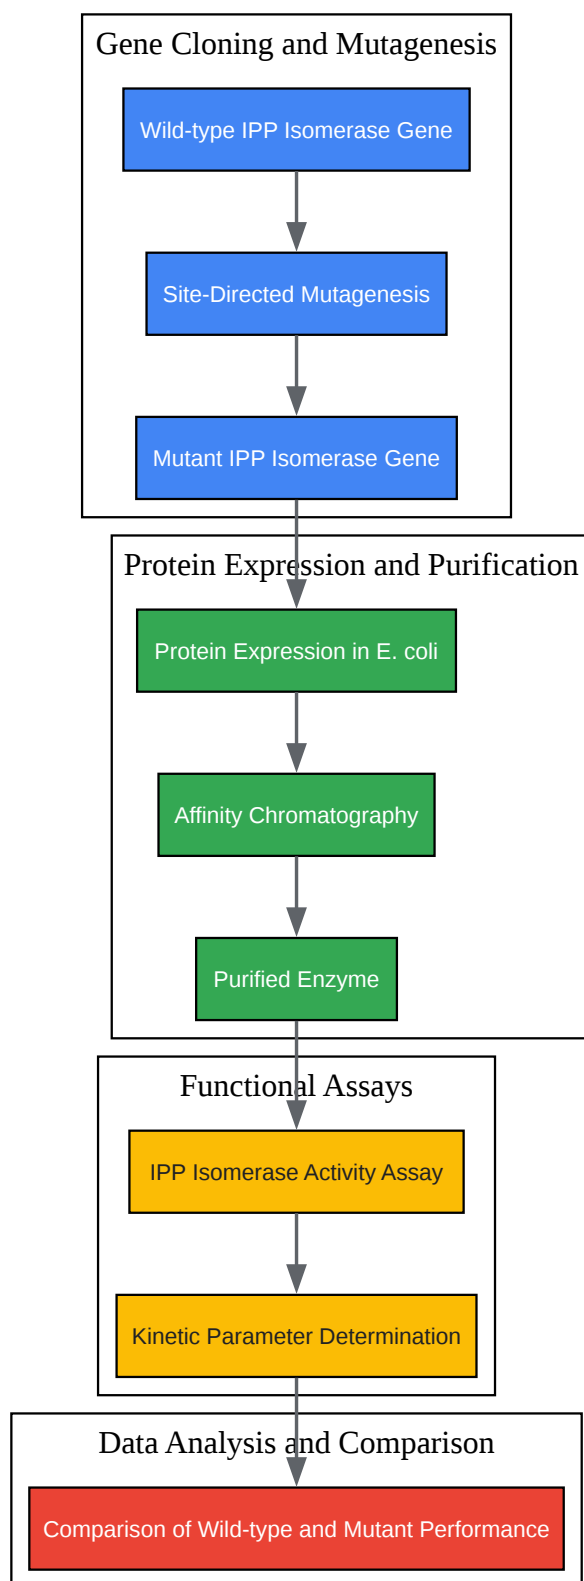 Gene Cloning and Mutagenesis
Wild-type IPP Isomerase Gene
Site-Directed Mutagenesis
Mutant IPP Isomerase Gene
Protein Expression and Purification
Protein Expression in E. coli
Affinity Chromatography
Purified Enzyme
Functional Assays
IPP Isomerase Activity Assay
Kinetic Parameter Determination
Data Analysis and Comparison
Comparison of Wild-type and Mutant Performance